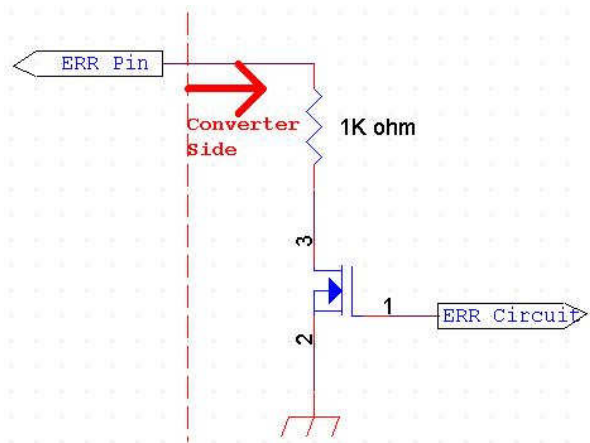 ERR Pin
Converter
Side
1K ohm
3
1
ERR Circuit
2